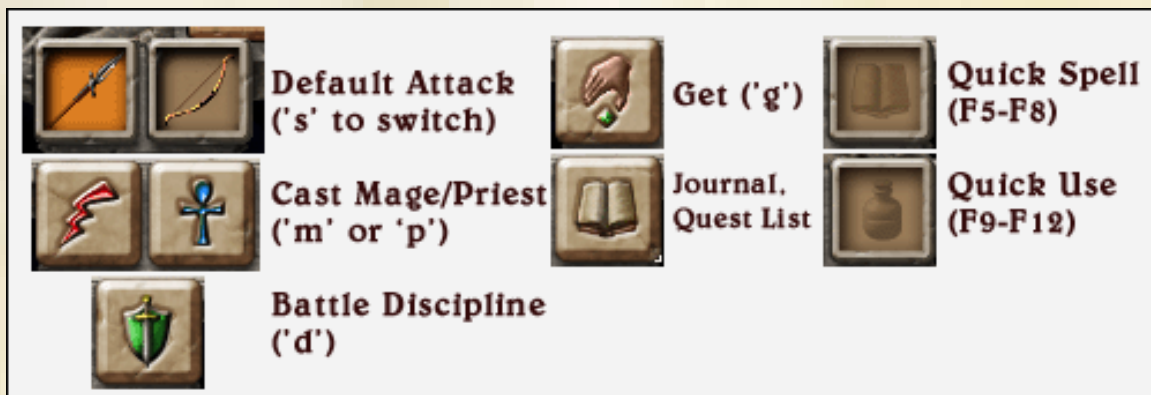 Default Attack
('s' to switch)
Cast Mage/Priest
('m' or ‘p’)
Battle Discipline
('d')
Get ('g')
Journal,
Quest List
Quick Spell
(F5-F8)
Quick Use
(F9-F12)